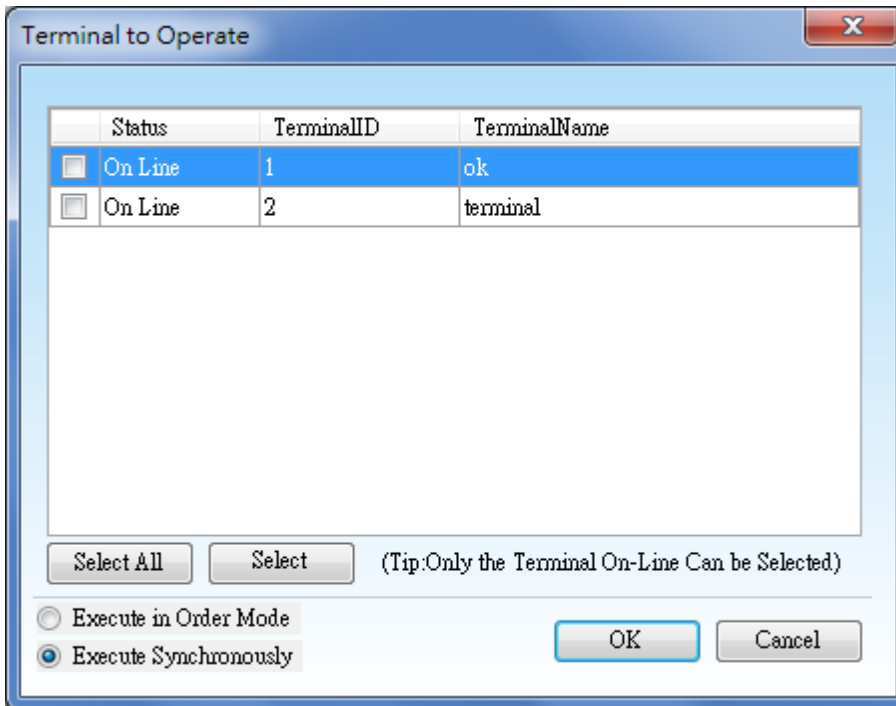 Terminal to Operate
Status TerminalID TerminalName
On Line 1 ok
On Line 2 terminal
Select All Select (Tip:Only the Terminal On-Line Can be Selected)
Execute in Order Mode
Execute Synchronously
OK Cancel